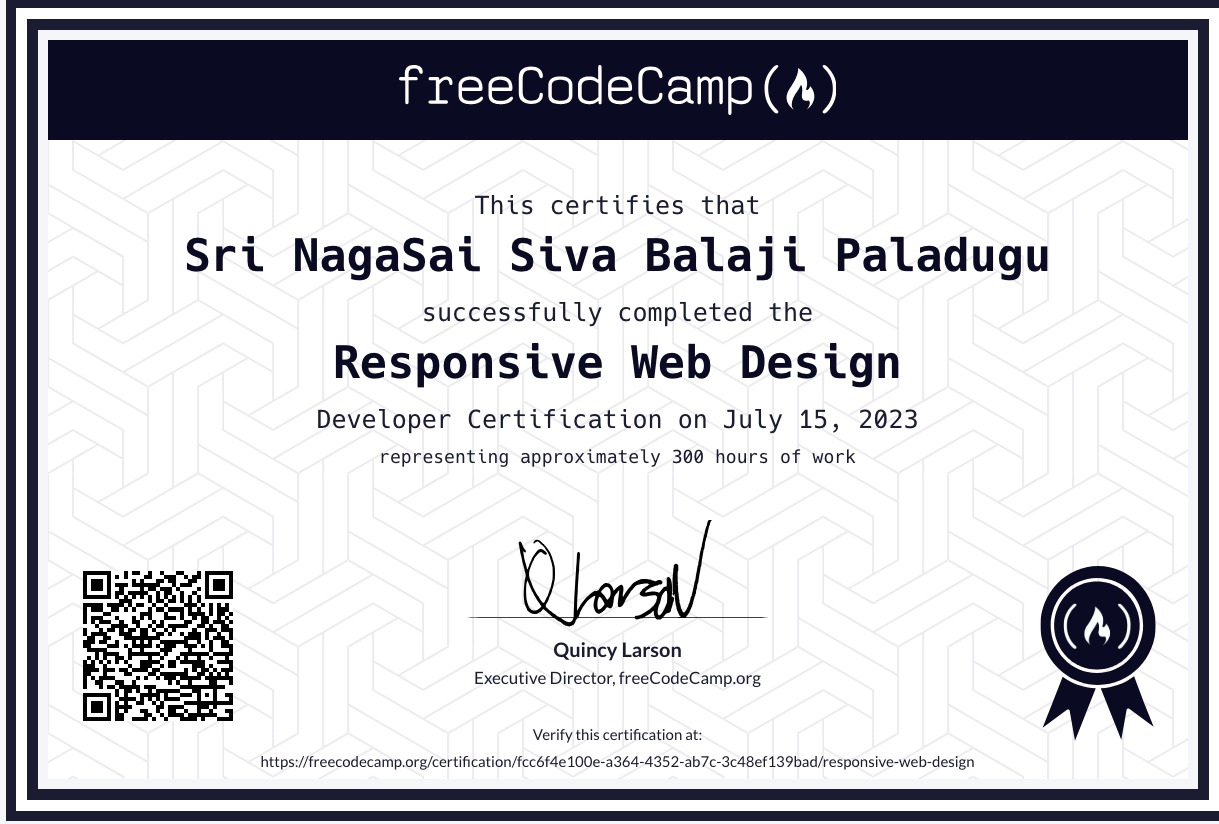 freeCodeCamp
This certifies that
Sri NagaSai Siva Balaji Paladugu
successfully completed the
Responsive Web Design
Developer Certification on July 15, 2023
representing approximately 300 hours of work
Q Larson
Quincy Larson
Executive Director, freeCodeCamp.org
Verify this certification at:
https://freecodecamp.org/certification/fcc6f4e100e-a364-4352-ab7c-3c48ef139bad/responsive-web-design